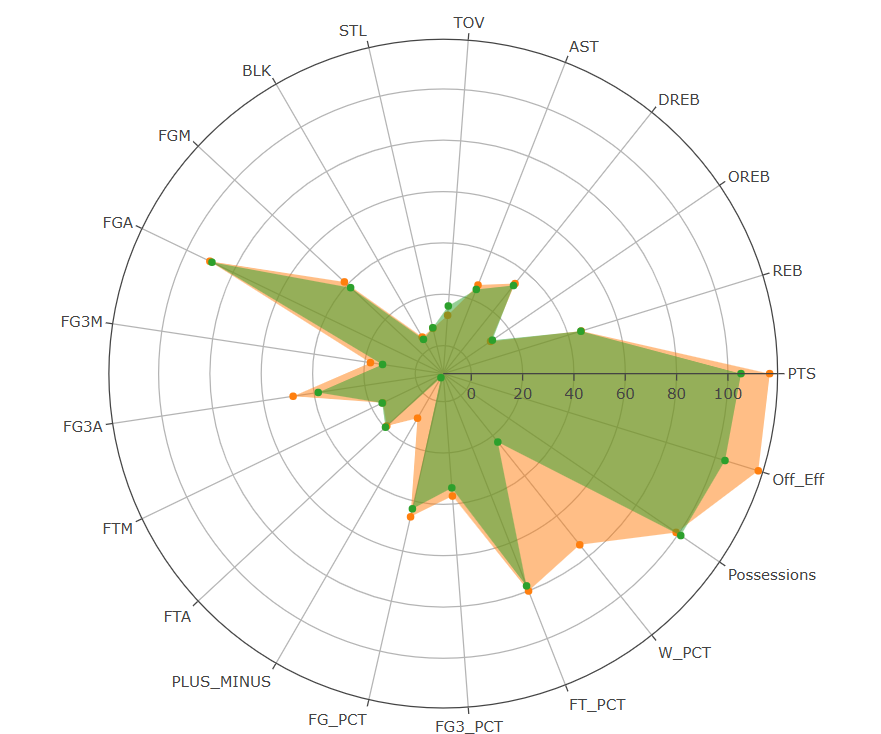 TOV
STL
AST
BLK
DREB
FGM
OREB
FGA
REB
FG3M
PTS
0 20 40 60 80 100
FG3A
Off_Eff
FTM
Possessions
FTA
W_PCT
PLUS_MINUS
FT_PCT
FG_PCT
FG3_PCT